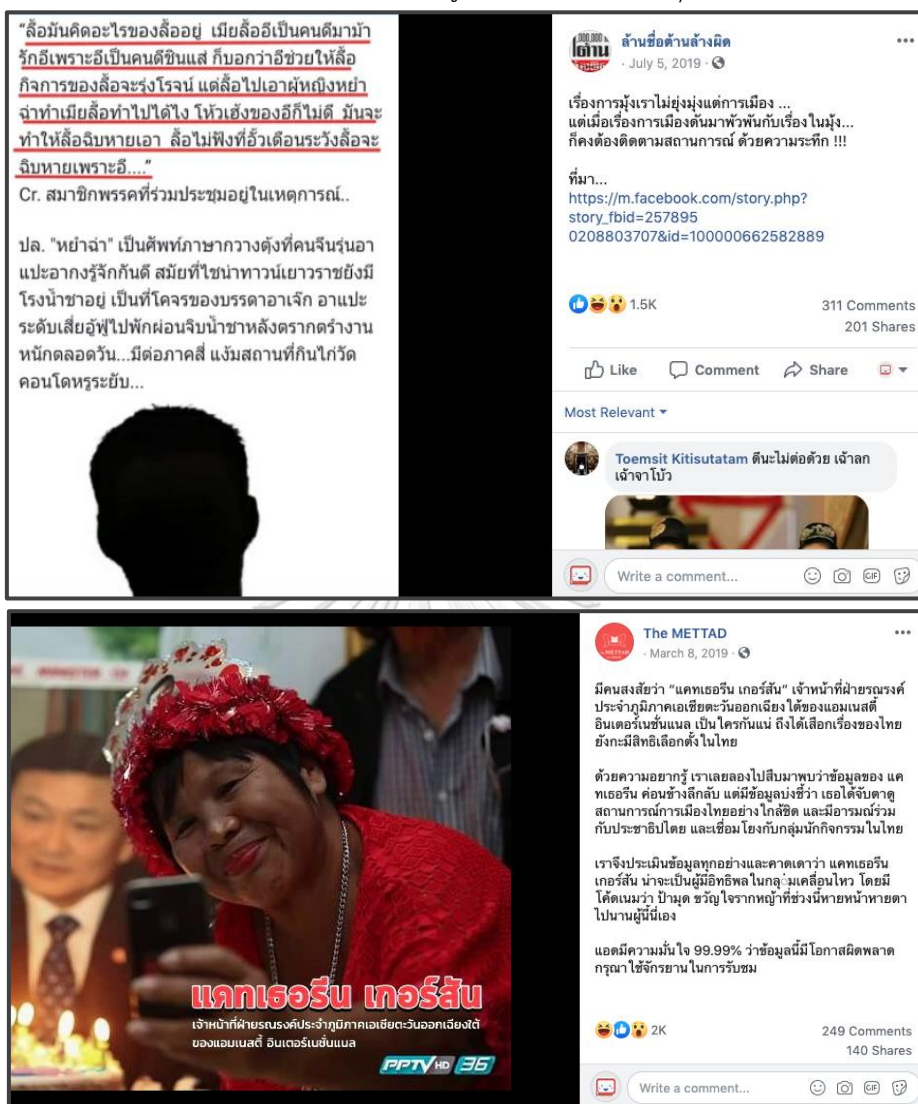 “ลื้อมันคิดอะไรของลื้ออยู่ เมียลื้ออีเป็นคนดีมาม้า
รักอีเพราะอีเป็นคนดีซินแส ก็บอกว่าอีช่วยให้ลื้อ
กิจการของลื้อจะรุ่งโรจน์ แต่ลื้อไปเอาผู้หญิงหยำ
ฉ่าทำเมียลื้อทำไปได้ไง โหวเฮ้งของอีก็ไม่ดี มันจะ
ทำให้ลื้อฉิบหายเอา ลื้อไม่ฟังที่อั๊วเตือนระวังลื้อจะ
ฉิบหายเพราะอี....”
Cr. สมาชิกพรรคที่ร่วมประชุมอยู่ในเหตุการณ์..
ปล. "หยำฉ่า" เป็นศัพท์ภาษากวางตุ้งที่คนจีนรุ่นอา
แปะอากงรู้จักกันดี สมัยที่ไชน่าทาวน์เยาวราชยังมี
โรงน้ำชาอยู่ เป็นที่โคจรของบรรดาอาเจ็ก อาแปะ
ระดับเสี่ยอู้ฟู่ไปพักผ่อนจิบน้ำชาหลังตรากตรำงาน
หนักตลอดวัน...มีต่อภาคสี่ แง้มสถานที่กินไก่วัด
คอนโดหรูระยับ...
ล้านชื่อต้านล้างผิด
· July 5, 2019 ·
เรื่องการมุ้งเราไม่ยุ่งมุ่งแต่การเมือง ...
แต่เมื่อเรื่องการเมืองดันมาพัวพันกับเรื่องในมุ้ง...
ก็คงต้องติดตามสถานการณ์ ด้วยความระทึก !!!
ที่มา...
https://m.facebook.com/story.php?
story_fbid=257895
0208803707&id=100000662582889
1.5K
311 Comments
201 Shares
Like Comment Share
Most Relevant
Toemsit Kitisutatam ดีนะไม่ต่อด้วย เฉ้าลก
เฉ้าจาโบ้ว
Write a comment...
GIF
The METTAD
· March 8, 2019 ·
มีคนสงสัยว่า “แคทเธอรีน เกอร์สัน” เจ้าหน้าที่ฝ่ายรณรงค์
ประจำภูมิภาคเอเชียตะวันออกเฉียงใต้ของแอมเนสตี้
อินเตอร์เนชั่นแนล เป็นใครกันแน่ ถึงได้เสือกเรื่องของไทย
ยังกะมีสิทธิเลือกตั้งในไทย
ด้วยความอยากรู้ เราเลยลองไปสืบมาพบว่าข้อมูลของ แค
ทเธอรีน ค่อนข้างลึกลับ แต่มีข้อมูลบ่งชี้ว่า เธอได้จับตาดู
สถานการณ์การเมืองไทยอย่างใกล้ชิด และมีอารมณ์ร่วม
กับประชาธิปไตย และเชื่อมโยงกับกลุ่มนักกิจกรรมในไทย
เราจึงประเมินข้อมูลทุกอย่างและคาดเดาว่า แคทเธอรีน
เกอร์สัน น่าจะเป็นผู้มีอิทธิพลในกลุ่มเคลื่อนไหว โดยมี
โค้ดเนมว่า ป้ามุด ขวัญใจรากหญ้าที่ช่วงนี้หายหน้าหายตา
ไปนานผู้นี้นี่เอง
แอดมีความมั่นใจ 99.99% ว่าข้อมูลนี้มีโอกาสผิดพลาด
กรุณาใช้จักรยานในการรับชม
2K
249 Comments
140 Shares
Write a comment...
GIF
แคทเธอรีน เกอร์สัน
เจ้าหน้าที่ฝ่ายรณรงค์ประจำภูมิภาคเอเชียตะวันออกเฉียงใต้
ของแอมเนสตี้ อินเตอร์เนชั่นแนล
PPTV HD 36